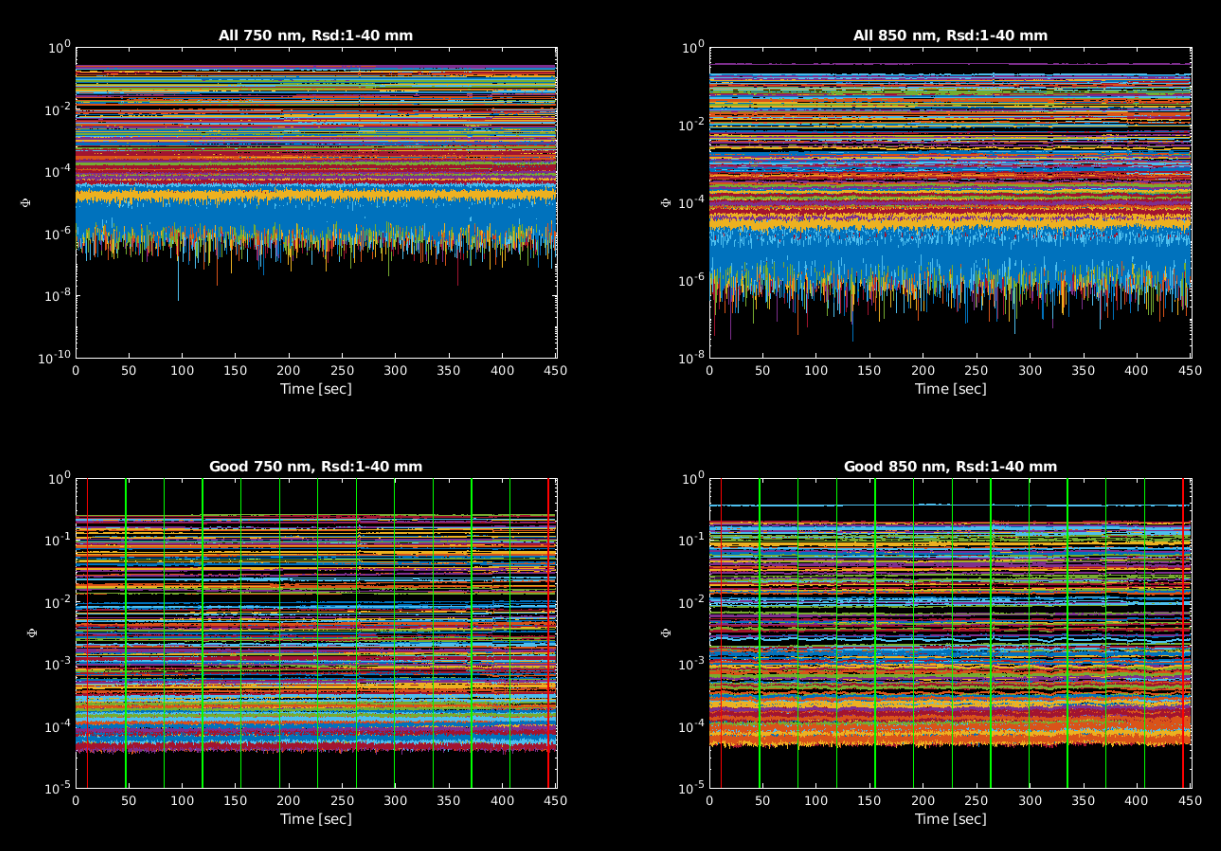 All 750 nm, Rsd:1-40 mm
10^0
10^-2
10^-4
10^-6
10^-8
10^-10
Φ
0 50 100 150 200 250 300 350 400 450
Time [sec]
All 850 nm, Rsd:1-40 mm
10^0
10^-2
10^-4
10^-6
10^-8
Φ
0 50 100 150 200 250 300 350 400 450
Time [sec]
Good 750 nm, Rsd:1-40 mm
10^0
10^-1
10^-2
10^-3
10^-4
10^-5
Φ
0 50 100 150 200 250 300 350 400 450
Time [sec]
Good 850 nm, Rsd:1-40 mm
10^0
10^-1
10^-2
10^-3
10^-4
10^-5
Φ
0 50 100 150 200 250 300 350 400 450
Time [sec]